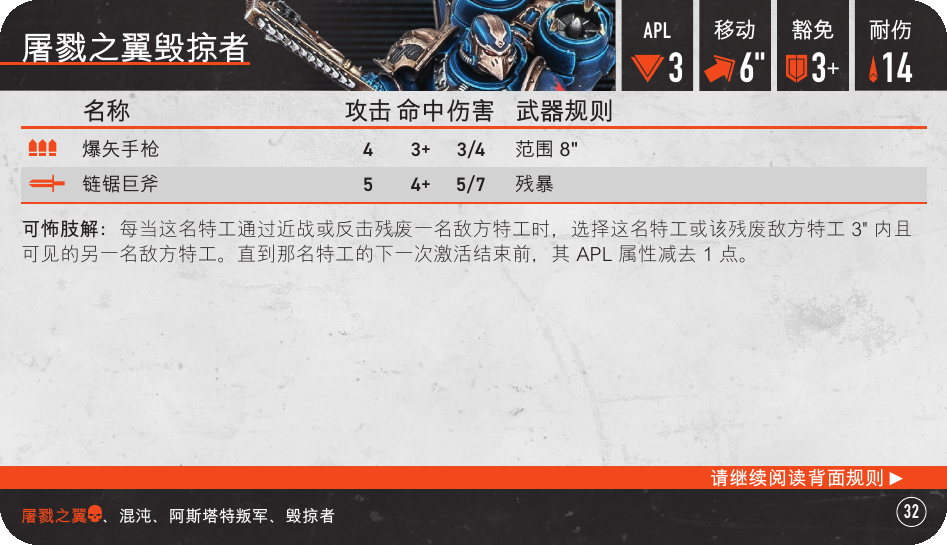 屠戮之翼毁掠者
APL 移动 豁免 耐伤
3 6" 3+ 14
名称 攻击 命中 伤害 武器规则
爆矢手枪 4 3+ 3/4 范围 8"
链锯巨斧 5 4+ 5/7 残暴
可怖肢解：每当这名特工通过近战或反击残废一名敌方特工时，选择这名特工或该残废敌方特工 3" 内且
可见的另一名敌方特工。直到那名特工的下一次激活结束前，其 APL 属性减去 1 点。
请继续阅读背面规则▶
屠戮之翼💀、混沌、阿斯塔特叛军、毁掠者
32